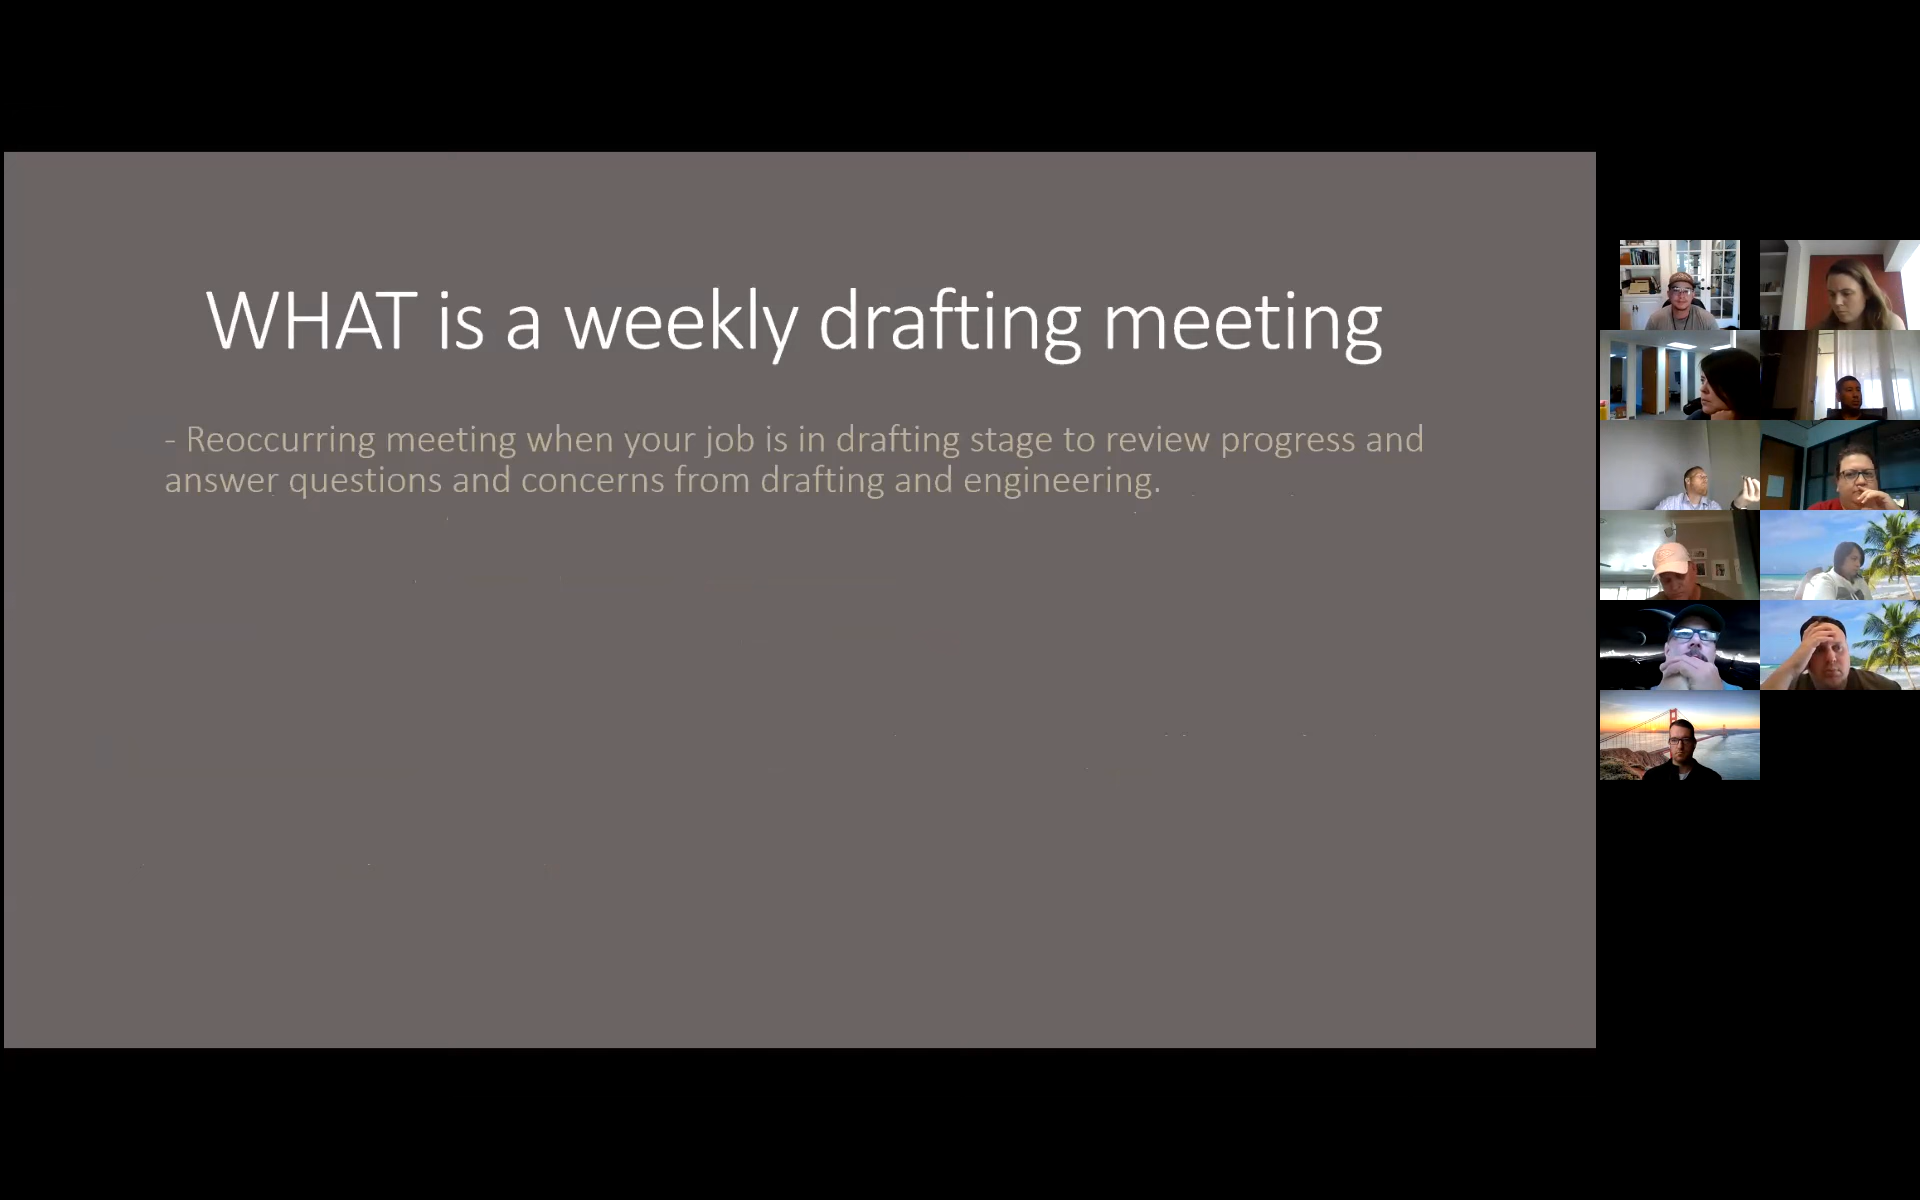 WHAT is a weekly drafting meeting
- Reoccurring meeting when your job is in drafting stage to review progress and
answer questions and concerns from drafting and engineering.